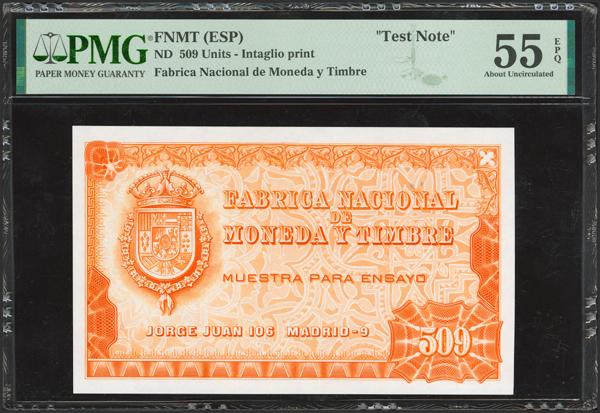 PMG
PAPER MONEY GUARANTY
FNMT (ESP)
"Test Note"
ND 509 Units - Intaglio print
Fabrica Nacional de Moneda y Timbre
55
EPQ
About Uncirculated
FABRICA NACIONAL
DE
MONEDA Y TIMBRE
MUESTRA PARA ENSAYO
JORGE JUAN 106 MADRID-9
509